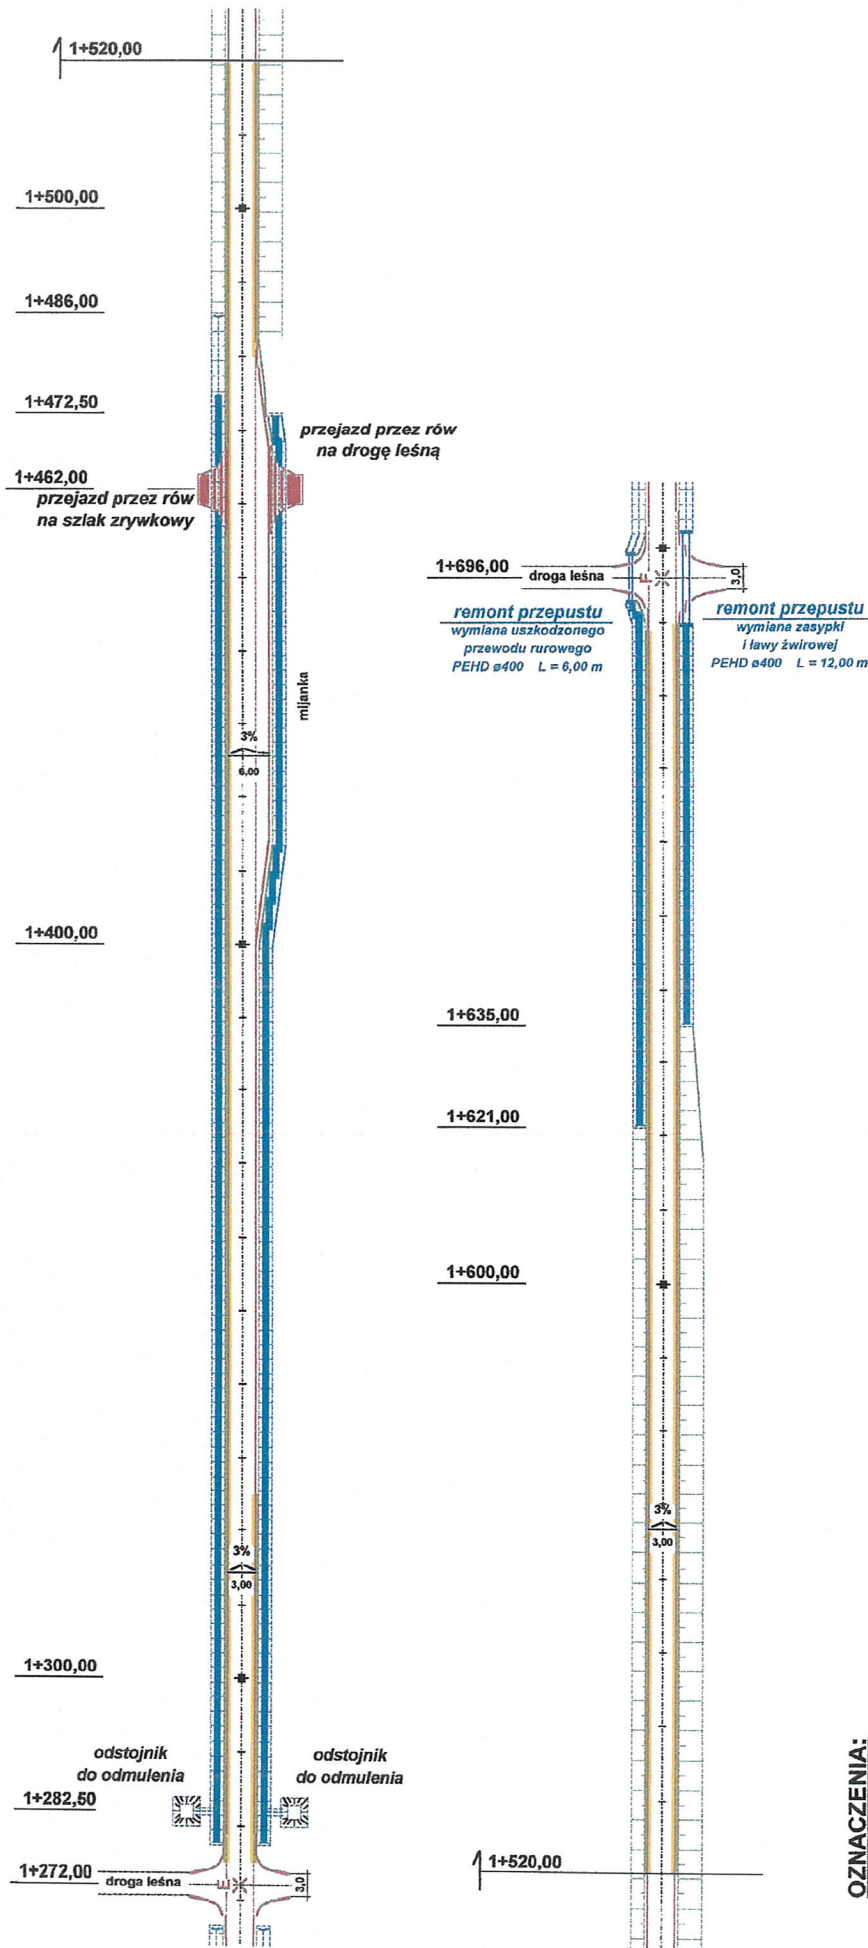 1+520,00
1+500,00
1+486,00
1+472,50
przejazd przez rów
na drogę leśną
1+462,00
przejazd przez rów
na szlak zrywkowy
mijanka
3%
6,00
1+400,00
3%
3,00
1+300,00
odstojnik
do odmulenia
odstojnik
do odmulenia
1+282,50
1+272,00
droga leśna
3,0
1+696,00
droga leśna
3,0
remont przepustu
wymiana uszkodzonego
przewodu rurowego
PEHD ø400 L = 6,00 m
remont przepustu
wymiana zasypki
i ławy żwirowej
PEHD ø400 L = 12,00 m
1+635,00
1+621,00
1+600,00
3%
3,00
1+520,00
OZNACZENIA: